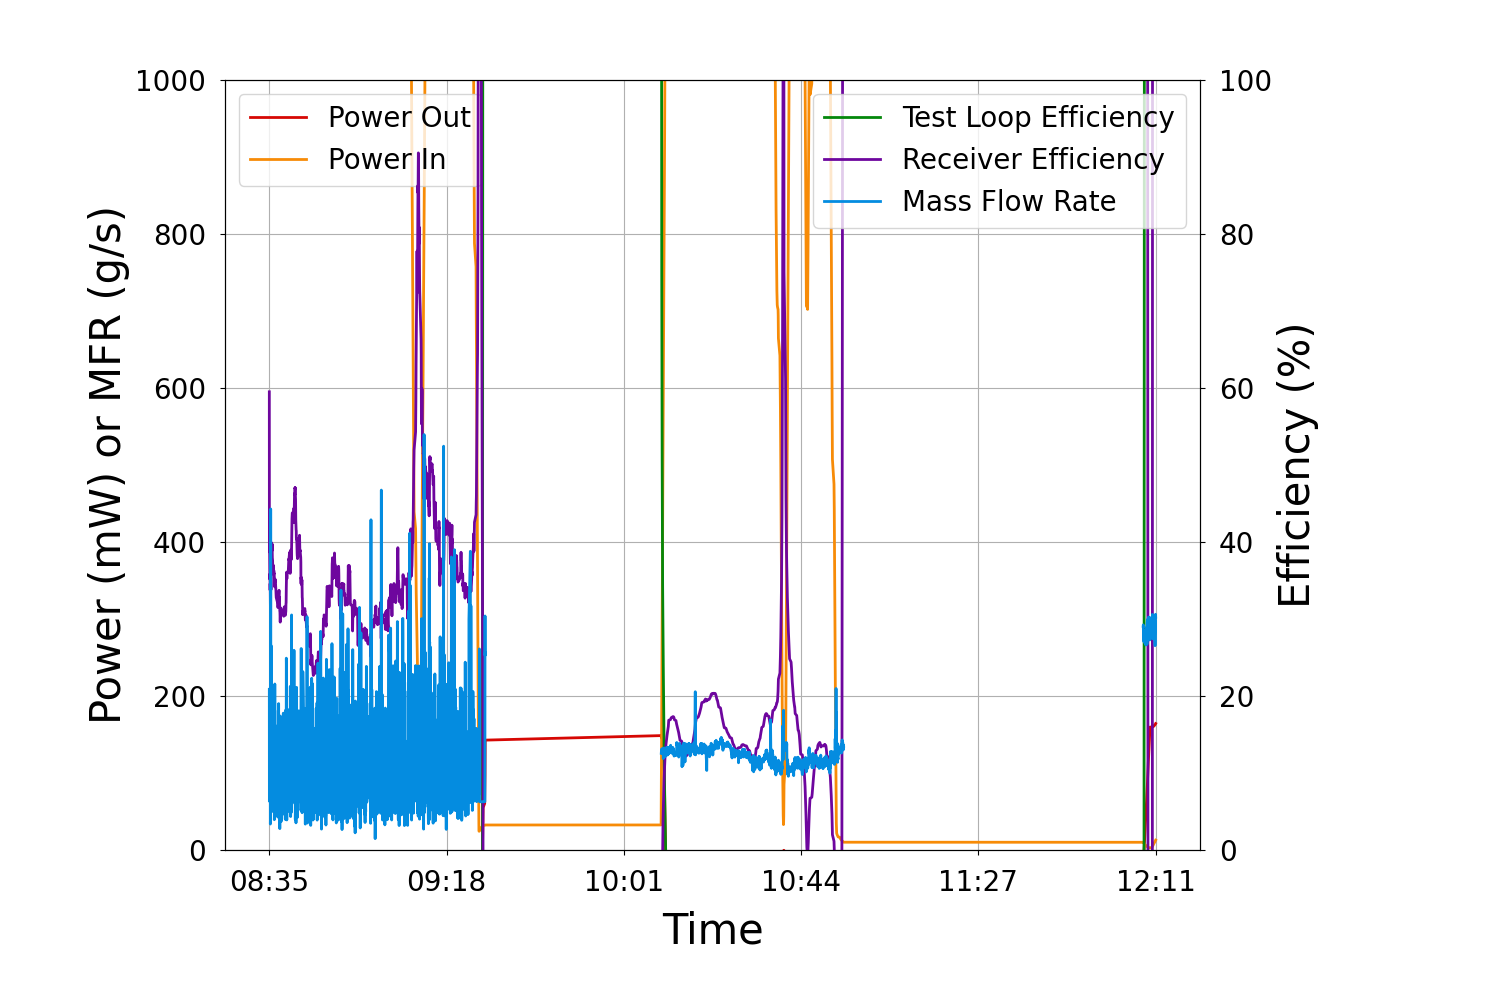 1000
800
600
400
200
0
Power (mW) or MFR (g/s)
Power Out
Power In
Test Loop Efficiency
Receiver Efficiency
Mass Flow Rate
100
80
60
40
20
0
Efficiency (%)
08:35 09:18 10:01 10:44 11:27 12:11
Time